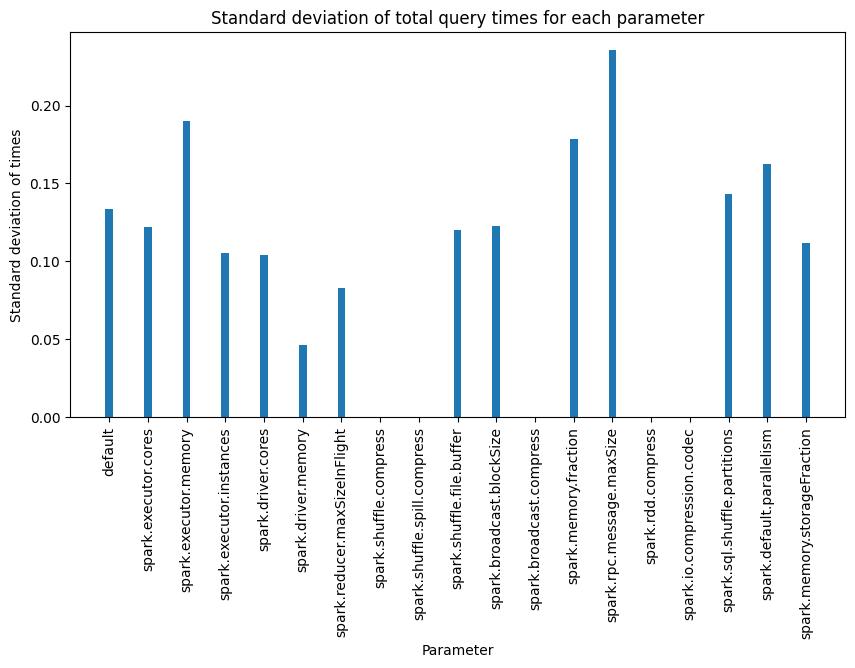 Standard deviation of total query times for each parameter
Standard deviation of times
0.20
0.15
0.10
0.05
0.00
default
spark.executor.cores
spark.executor.memory
spark.executor.instances
spark.driver.cores
spark.driver.memory
spark.reducer.maxSizeInFlight
spark.shuffle.compress
spark.shuffle.spill.compress
spark.shuffle.file.buffer
spark.broadcast.blockSize
spark.broadcast.compress
spark.memory.fraction
spark.rpc.message.maxSize
spark.rdd.compress
spark.io.compression.codec
spark.sql.shuffle.partitions
spark.default.parallelism
spark.memory.storageFraction
Parameter